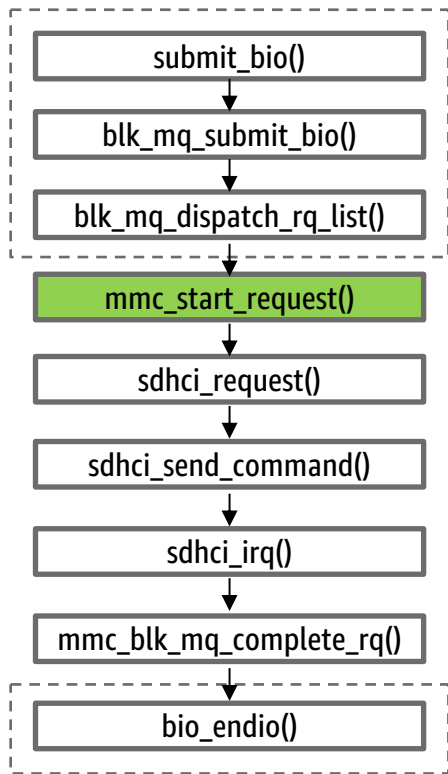 submit_bio()
blk_mq_submit_bio()
blk_mq_dispatch_rq_list()
mmc_start_request()
sdhci_request()
sdhci_send_command()
sdhci_irq()
mmc_blk_mq_complete_rq()
bio_endio()